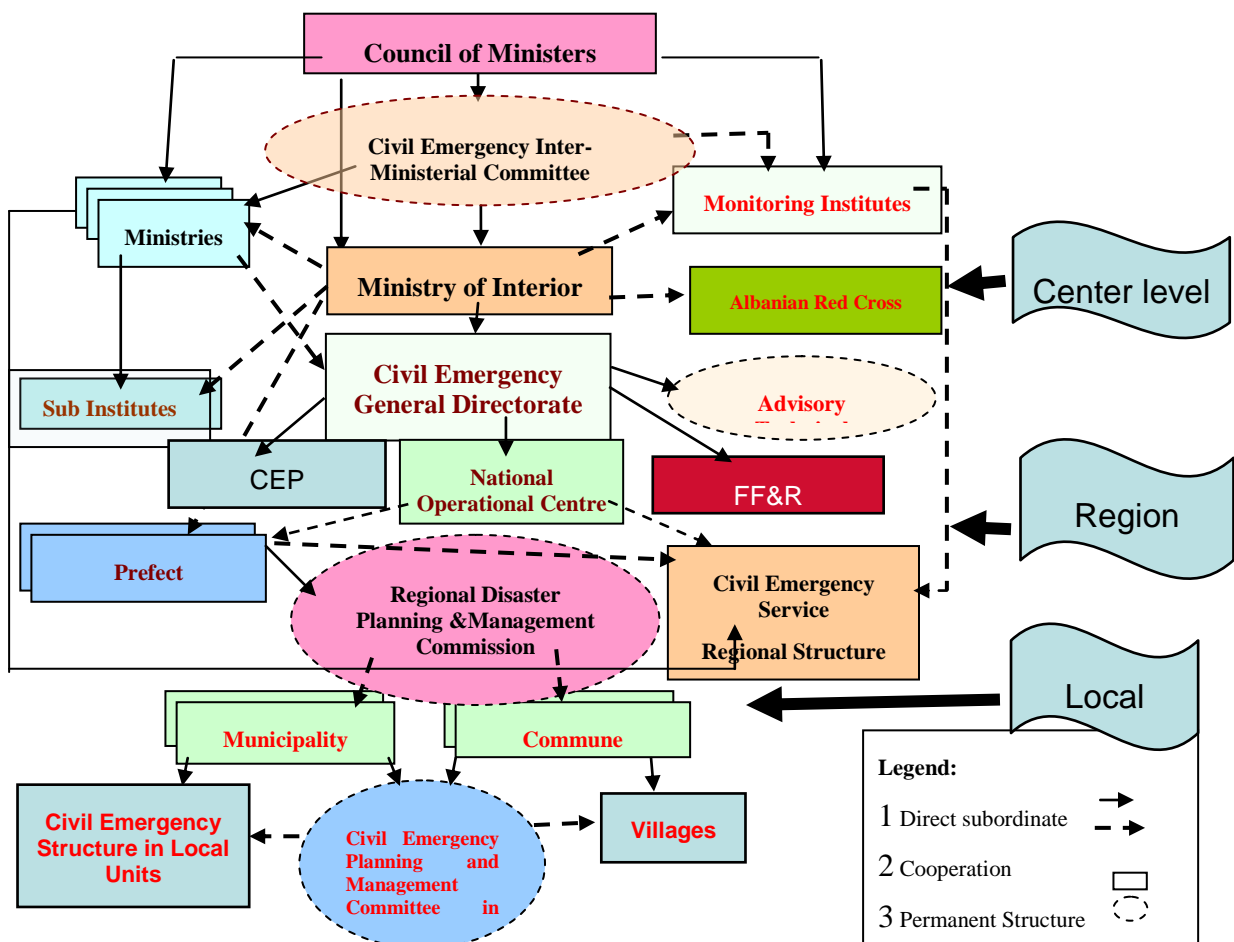 Council of Ministers
Civil Emergency Inter-
Ministerial Committee
Monitoring Institutes
Ministries
Ministry of Interior
Albanian Red Cross
Center level
Civil Emergency
General Directorate
Sub Institutes
Advisory
CEP
National
Operational Centre
FF&R
Region
Prefect
Regional Disaster
Planning &Management
Commission
Civil Emergency
Service
Regional Structure
Local
Municipality
Commune
Civil Emergency
Structure in Local
Units
Civil Emergency
Planning and
Management
Committee in
Villages
Legend:
1 Direct subordinate
2 Cooperation
3 Permanent Structure